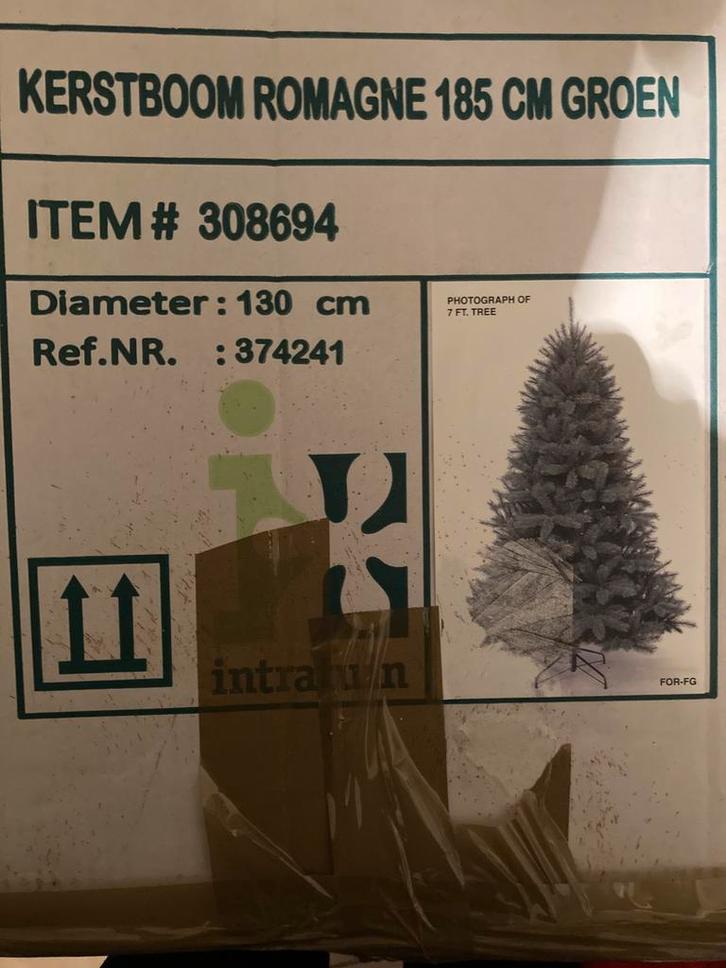 KERSTBOOM ROMAGNE 185 CM GROEN
ITEM # 308694
Diameter : 130 cm
Ref.NR. : 374241
PHOTOGRAPH OF
7 FT. TREE
intratuin
FOR-FG